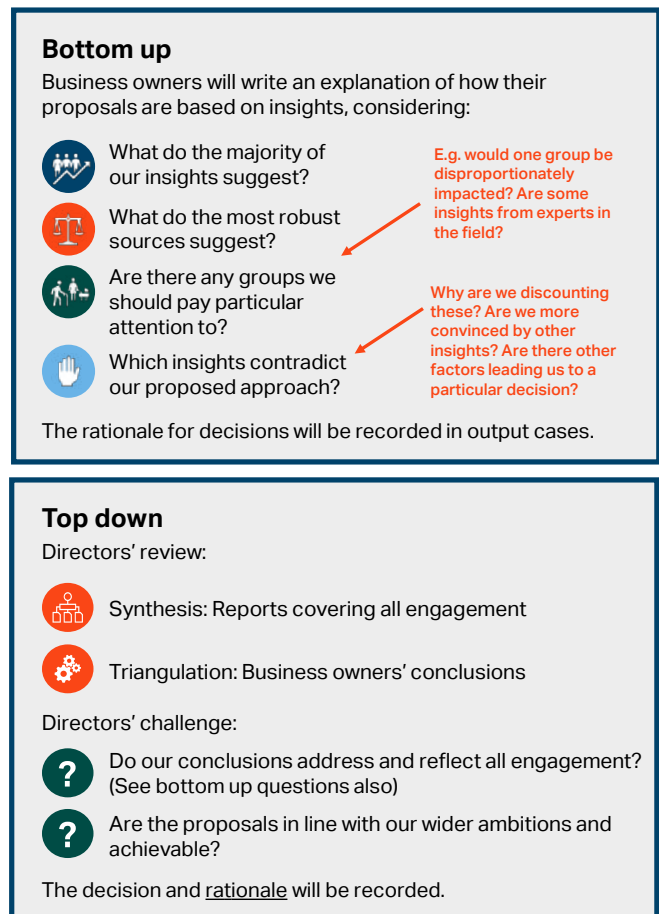 Bottom up
Business owners will write an explanation of how their
proposals are based on insights, considering:
What do the majority of
our insights suggest?
E.g. would one group be
disproportionately
impacted? Are some
insights from experts in
the field?
What do the most robust
sources suggest?
Are there any groups we
should pay particular
attention to?
Why are we discounting
these? Are we more
convinced by other
insights? Are there other
factors leading us to a
particular decision?
Which insights contradict
our proposed approach?
The rationale for decisions will be recorded in output cases.
Top down
Directors’ review:
Synthesis: Reports covering all engagement
Triangulation: Business owners’ conclusions
Directors’ challenge:
?
Do our conclusions address and reflect all engagement?
(See bottom up questions also)
?
Are the proposals in line with our wider ambitions and
achievable?
The decision and rationale will be recorded.